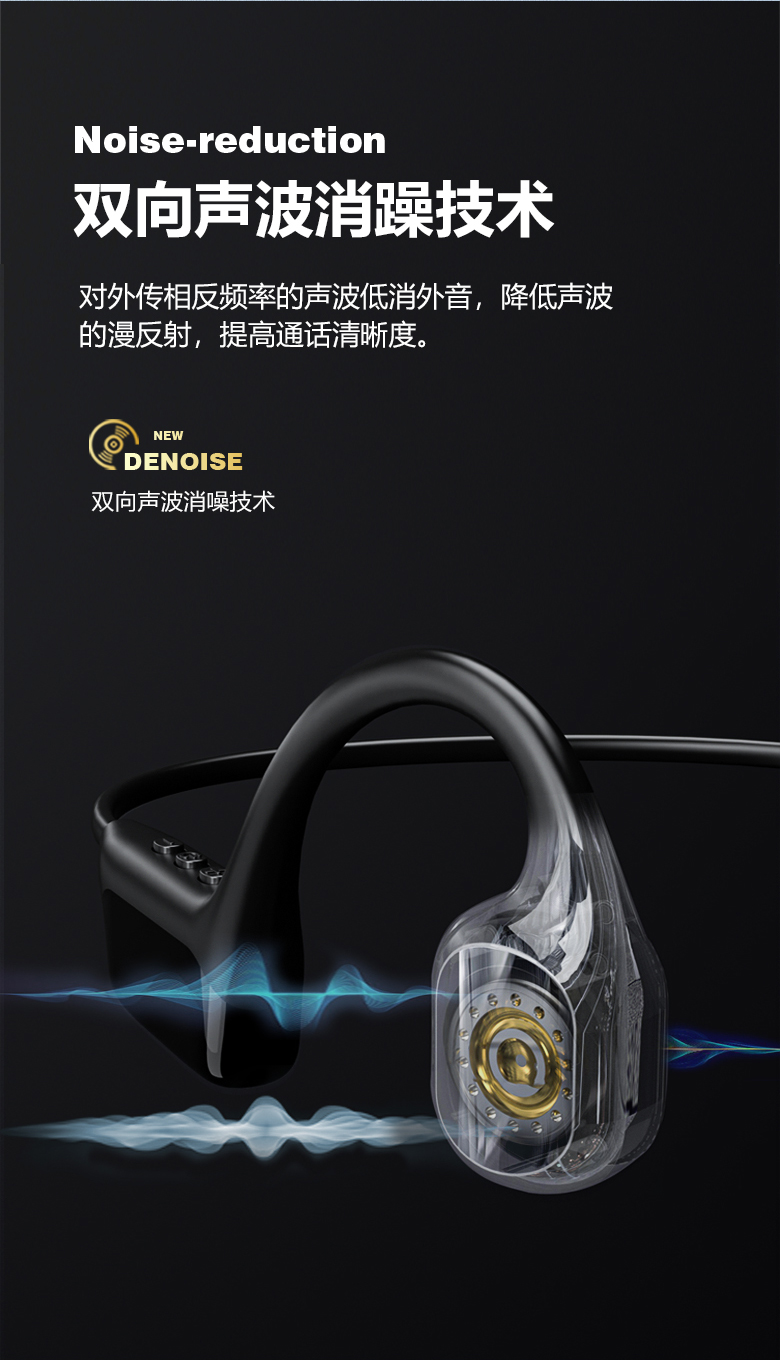 Noise-reduction
双向声波消躁技术
对外传相反频率的声波低消外音，降低声波
的漫反射，提高通话清晰度。
NEW
DENOISE
双向声波消噪技术